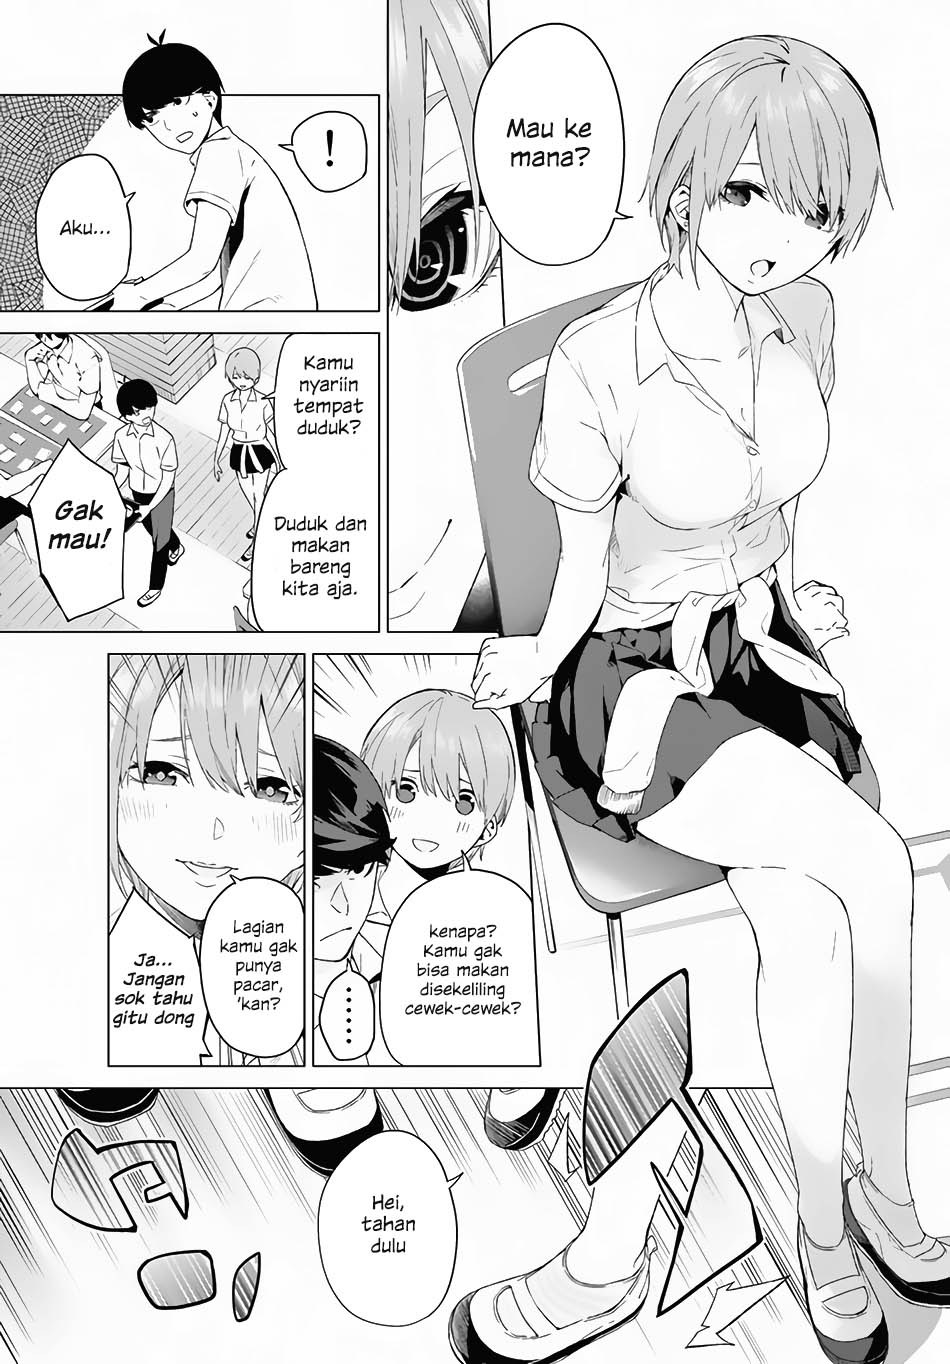 Mau ke
mana?
!
Aku...
Kamu
nyariin
tempat
duduk?
Duduk dan
makan
bareng
kita aja.
Gak
mau!
kenapa?
Kamu gak
bisa makan
disekeliling
cewek-cewek?
......
Lagian
kamu gak
punya
pacar,
'kan?
Ja...
Jangan
sok tahu
gitu dong
Hei,
tahan
dulu